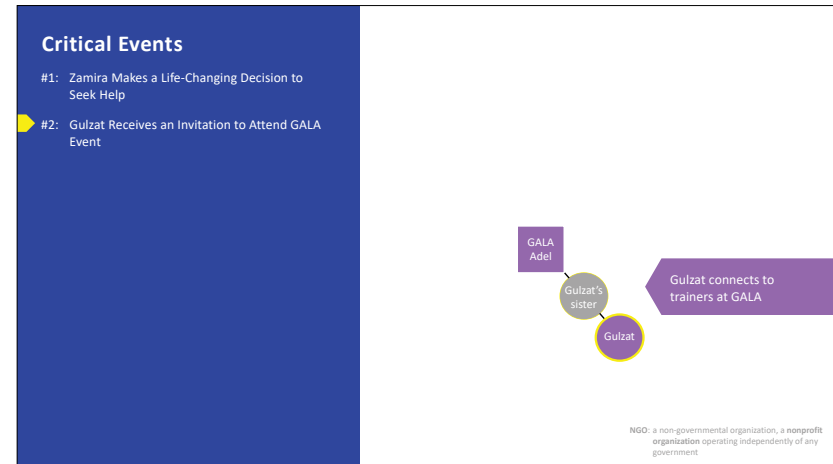 Critical Events
#1: Zamira Makes a Life-Changing Decision to
Seek Help
#2: Gulzat Receives an Invitation to Attend GALA
Event
GALA
Adel
Gulzat's
sister
Gulzat
Gulzat connects to
trainers at GALA
NGO: a non-governmental organization, a nonprofit
organization operating independently of any
government